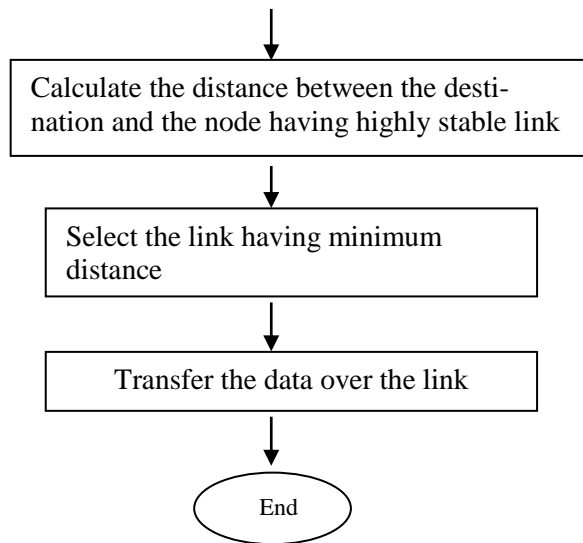 Calculate the distance between the desti-
nation and the node having highly stable link
Select the link having minimum
distance
Transfer the data over the link
End